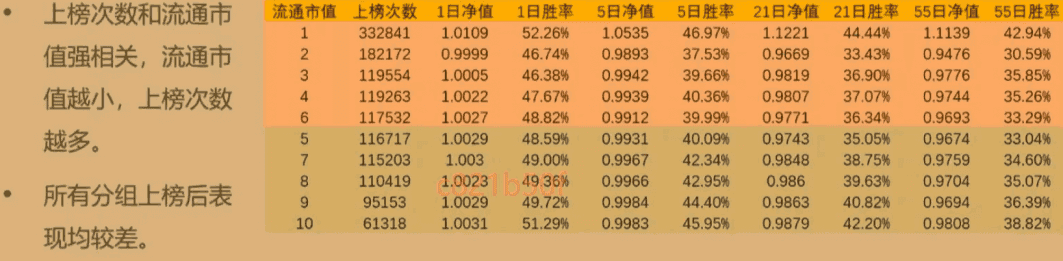 • 上榜次数和流通市
值强相关，流通市
值越小，上榜次数
越多。
• 所有分组上榜后表
现均较差。
流通市值 上榜次数 1日净值 1日胜率 5日净值 5日胜率 21日净值 21日胜率 55日净值 55日胜率
1 332841 1.0109 52.26% 1.0535 46.97% 1.1221 44.44% 1.1139 42.94%
2 182172 0.9999 46.74% 0.9893 37.53% 0.9669 33.43% 0.9476 30.59%
3 119554 1.0005 46.38% 0.9942 39.66% 0.9819 36.90% 0.9776 35.85%
4 119263 1.0022 47.67% 0.9939 40.36% 0.9807 37.07% 0.9744 35.26%
6 117532 1.0027 48.82% 0.9912 39.99% 0.9771 36.34% 0.9693 33.29%
5 116717 1.0029 48.59% 0.9931 40.09% 0.9743 35.05% 0.9674 33.04%
7 115203 1.003 49.00% 0.9967 42.34% 0.9848 38.75% 0.9759 34.60%
8 110419 1.0023 49.36% 0.9966 42.95% 0.986 39.63% 0.9704 35.07%
9 95153 1.0029 49.72% 0.9984 44.40% 0.9863 40.82% 0.9694 36.39%
10 61318 1.0031 51.29% 0.9983 45.95% 0.9879 42.20% 0.9808 38.82%